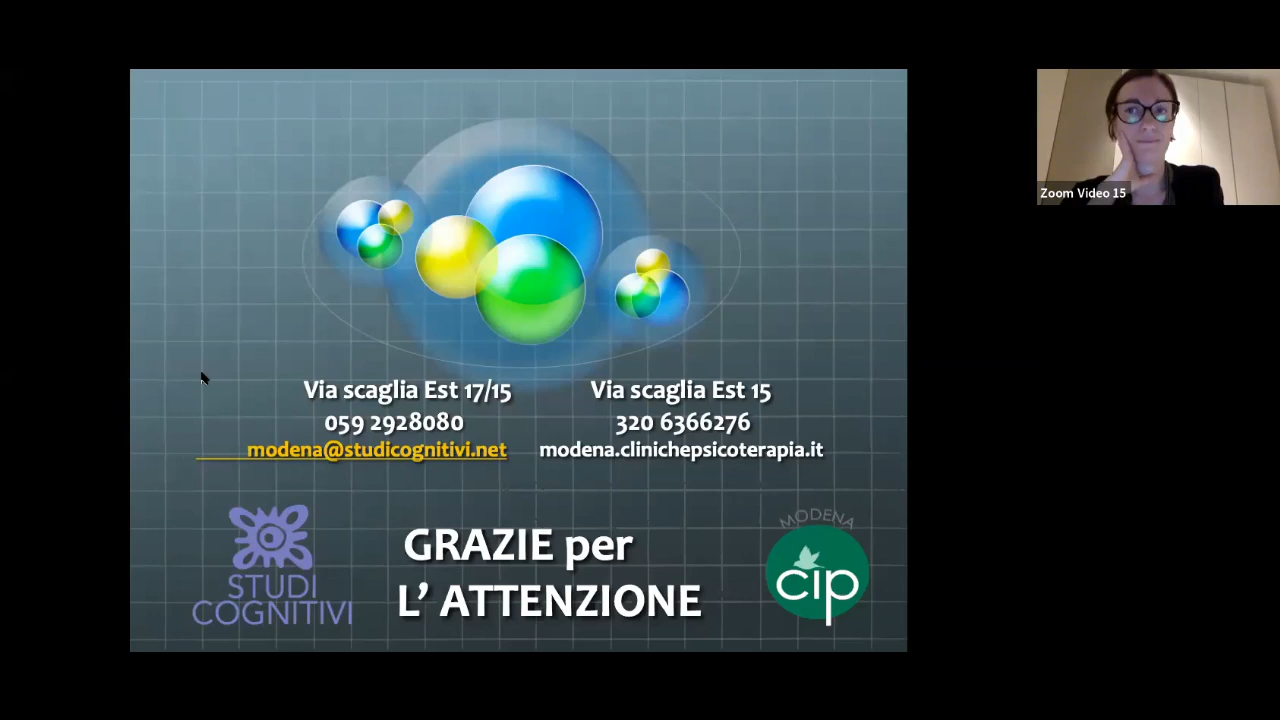 Via scaglia Est 17/15
059 2928080
modena@studicognitivi.net
Via scaglia Est 15
320 6366276
modena.clinichepsicoterapia.it
GRAZIE per
L’ ATTENZIONE
STUDI
COGNITIVI
MODENA
cip
Zoom Video 15